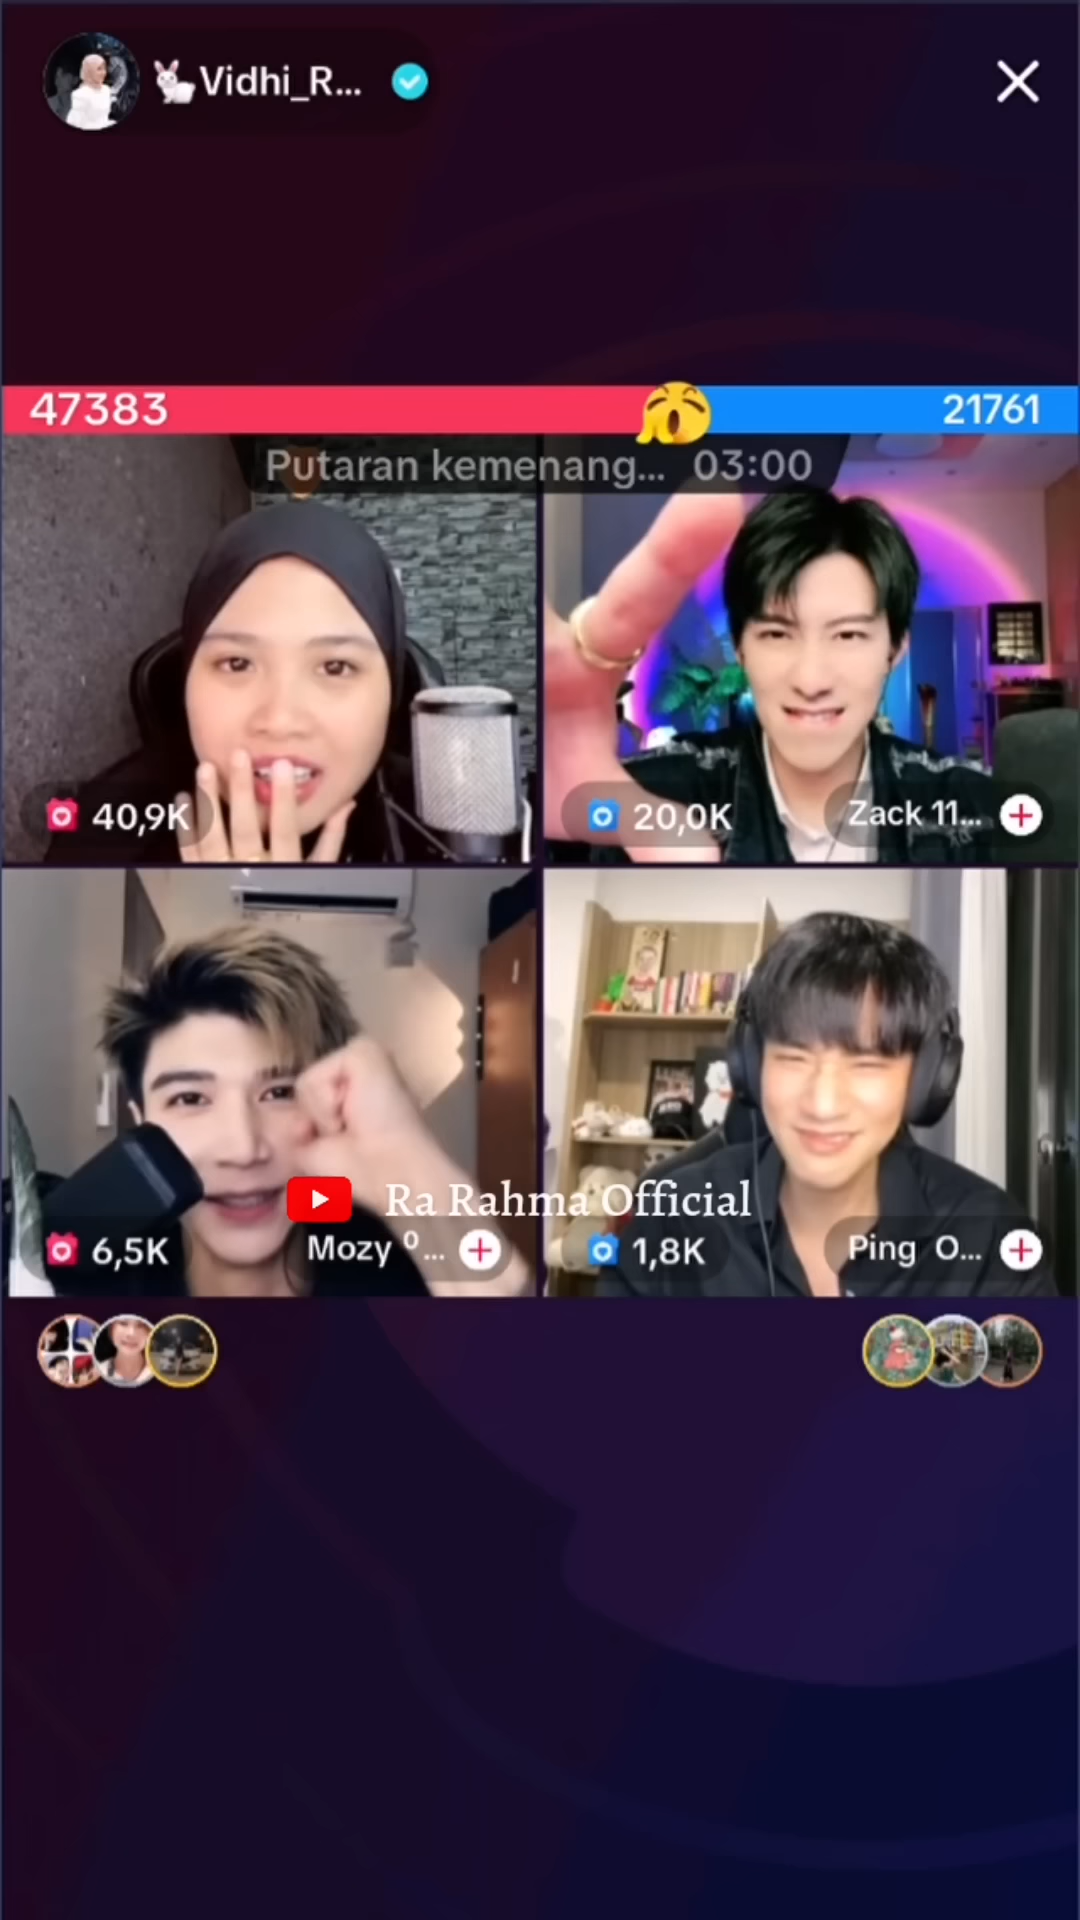 Vidhi_R...
47383
21761
Putaran kemenang... 03:00
40,9K
20,0K
Zack 11...
6,5K
Mozy ⁰...
1,8K
Ping O...
Ra Rahma Official